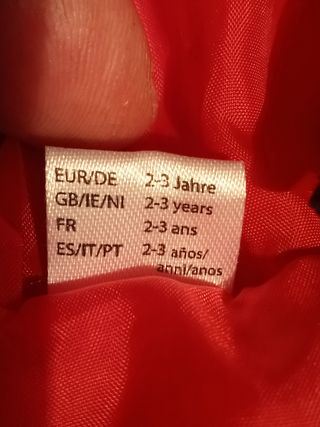 EUR/DE 2-3 Jahre
GB/IE/NI 2-3 years
FR 2-3 ans
ES/IT/PT 2-3 años/
anni/anos